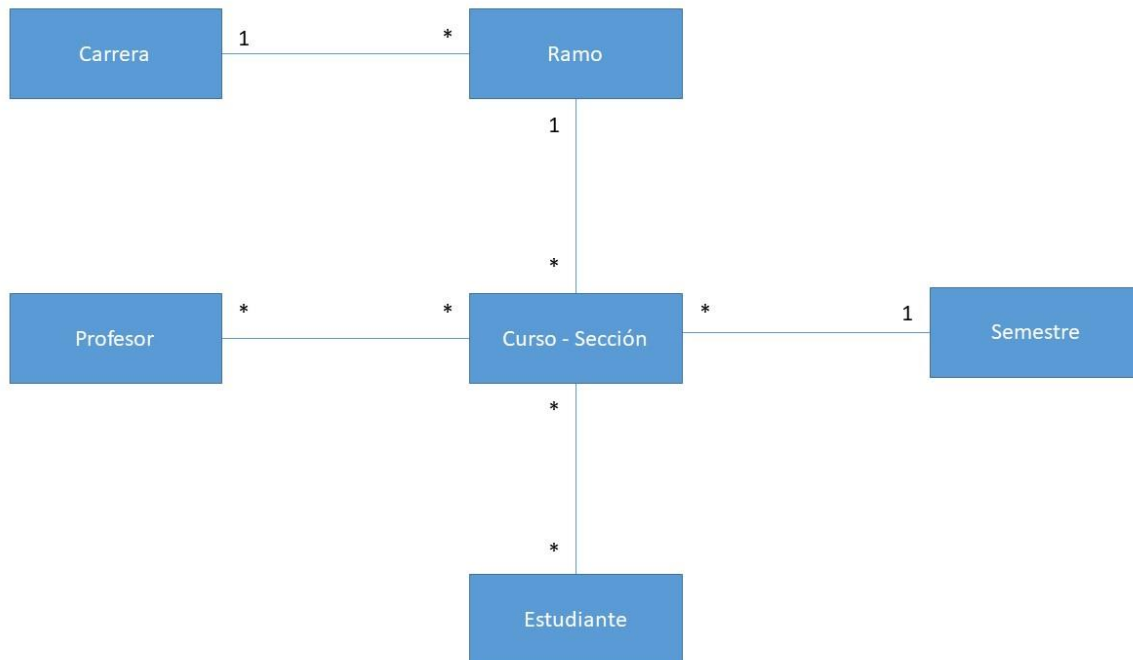 Carrera
1
*
Ramo
1
*
Profesor
*
*
Curso - Sección
*
1
Semestre
*
*
Estudiante